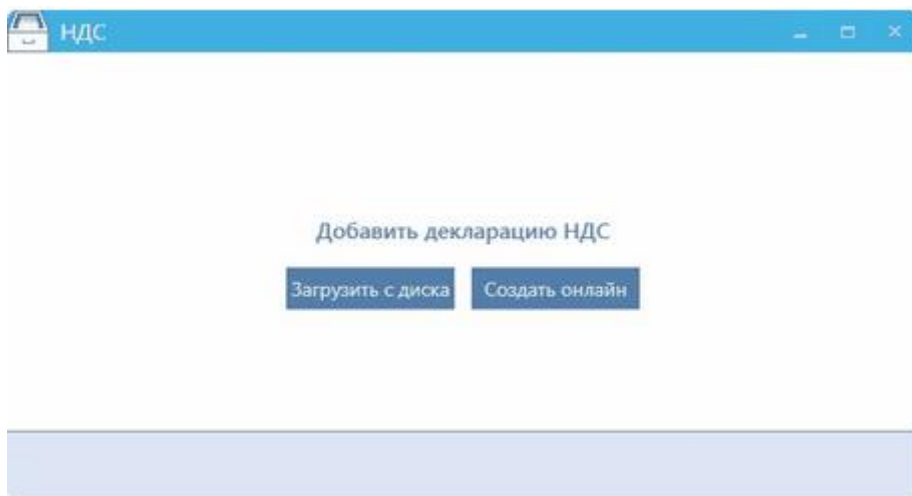 НДС
Добавить декларацию НДС
Загрузить с диска Создать онлайн